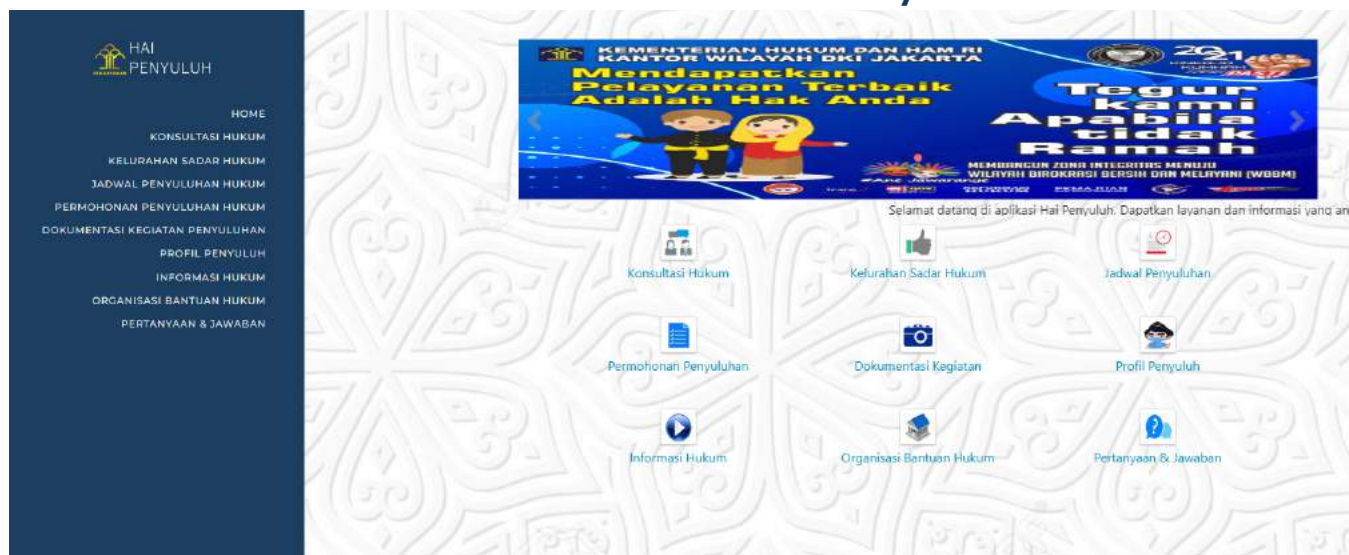 HAI
PENYULUH
HOME
KONSULTASI HUKUM
KELURAHAN SADAR HUKUM
JADWAL PENYULUHAN HUKUM
PERMOHONAN PENYULUHAN HUKUM
DOKUMENTASI KEGIATAN PENYULUHAN
PROFIL PENYULUH
INFORMASI HUKUM
ORGANISASI BANTUAN HUKUM
PERTANYAAN & JAWABAN
KEMENTERIAN HUKUM DAN HAM RI
KANTOR WILAYAH DKI JAKARTA
Mendapatkan
Pelayanan Terbaik
Adalah Hak Anda
2021
PASTI
Tegur
kami
Apabila
tidak
Ramah
MEMBANGUN ZONA INTEGRITAS MENUJU
WILAYAH BIROKRASI BERSIH DAN MELAYANI (WBBM)
Selamat datang di aplikasi Hai Penyuluh. Dapatkan layanan dan informasi yang an
Konsultasi Hukum
Kelurahan Sadar Hukum
Jadwal Penyuluhan
Permohonan Penyuluhan
Dokumentasi Kegiatan
Profil Penyuluh
Informasi Hukum
Organisasi Bantuan Hukum
Pertanyaan & Jawaban